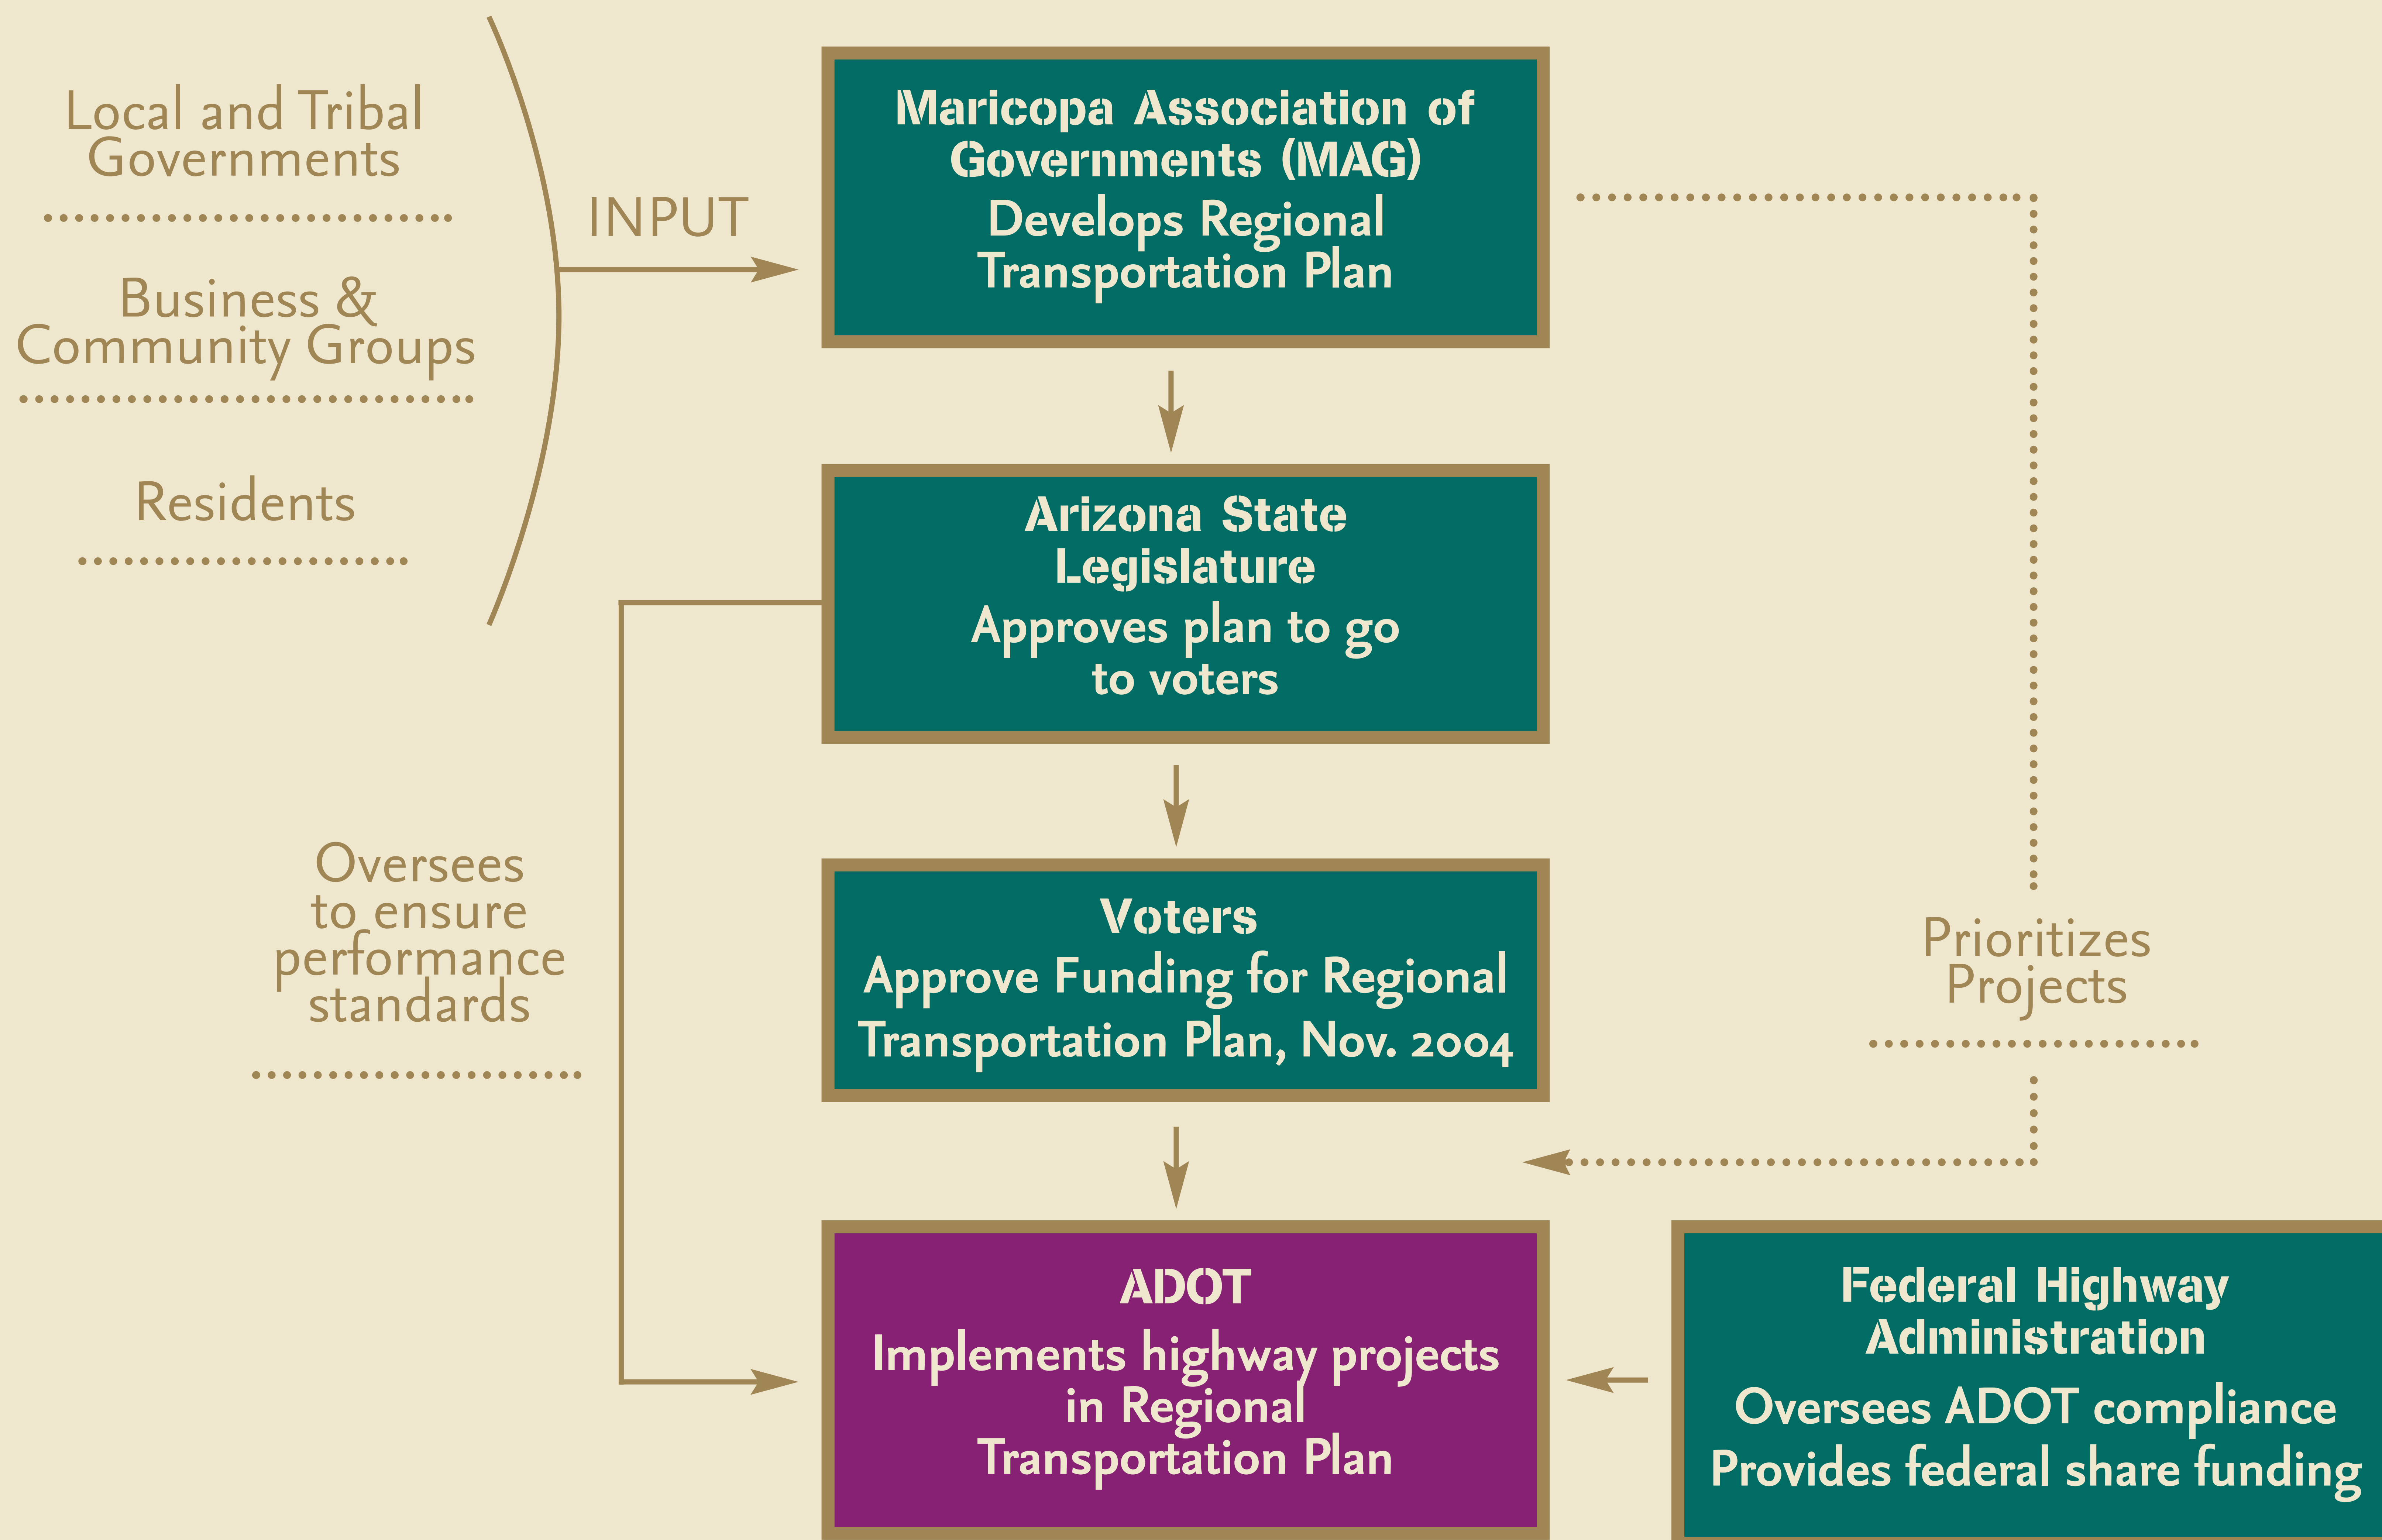 Local and Tribal
Governments
Business &
Community Groups
Residents
INPUT
Maricopa Association of
Governments (MAG)
Develops Regional
Transportation Plan
Arizona State
Legislature
Approves plan to go
to voters
Oversees
to ensure
performance
standards
Voters
Approve Funding for Regional
Transportation Plan, Nov. 2004
Prioritizes
Projects
ADOT
Implements highway projects
in Regional
Transportation Plan
Federal Highway
Administration
Oversees ADOT compliance
Provides federal share funding